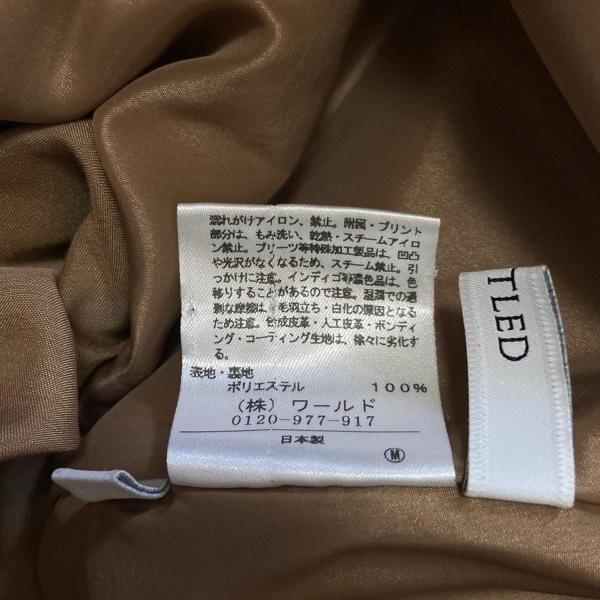 濡れがけアイロン、禁止。附属・プリント
部分は、もみ洗い、乾熱・スチームアイロ
ン禁止。プリーツ等特殊加工製品は、凹凸
や光沢がなくなるため、スチーム禁止。引
っかけに注意。インディゴ等濃色品は、色
移りすることがあるので注意。湿潤での過
剰な摩擦は、毛羽立ち・白化の原因となる
ため注意。合成皮革・人工皮革・ボンディ
ング・コーティング生地は、徐々に劣化す
る。
表地・裏地
ポリエステル 100%
(株)ワールド
0120-977-917
日本製
M
TLED